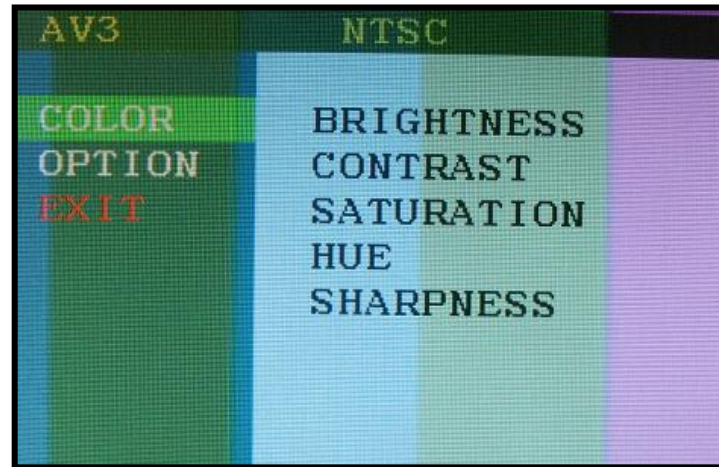 AV3 NTSC
COLOR BRIGHTNESS
OPTION CONTRAST
EXIT SATURATION
HUE
SHARPNESS